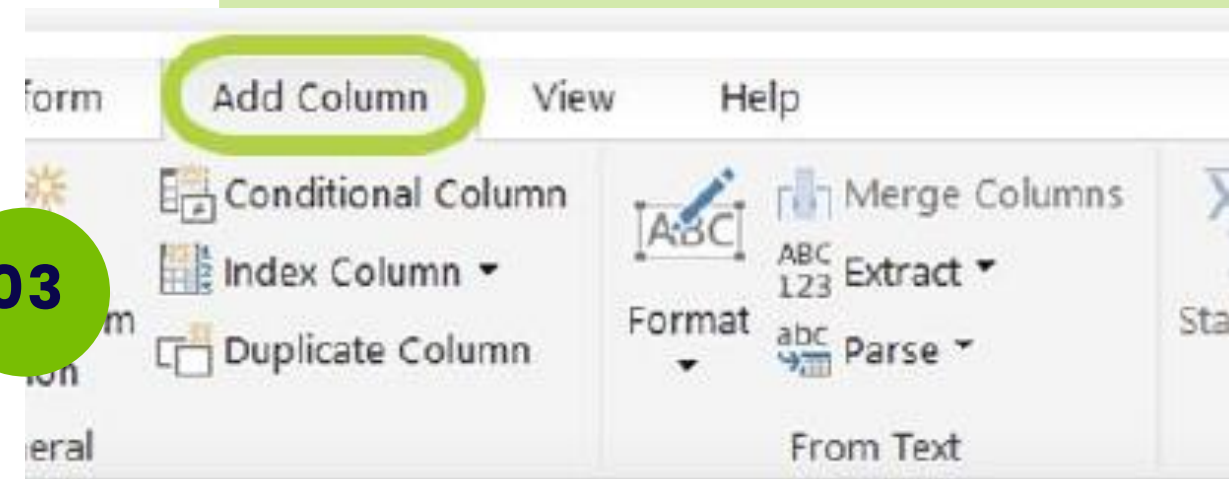 form Add Column View Help
Conditional Column Merge Columns
ABC
ABC
123 Extract
Index Column
03
m Format Sta
abc Parse
Duplicate Column
ion
eral From Text